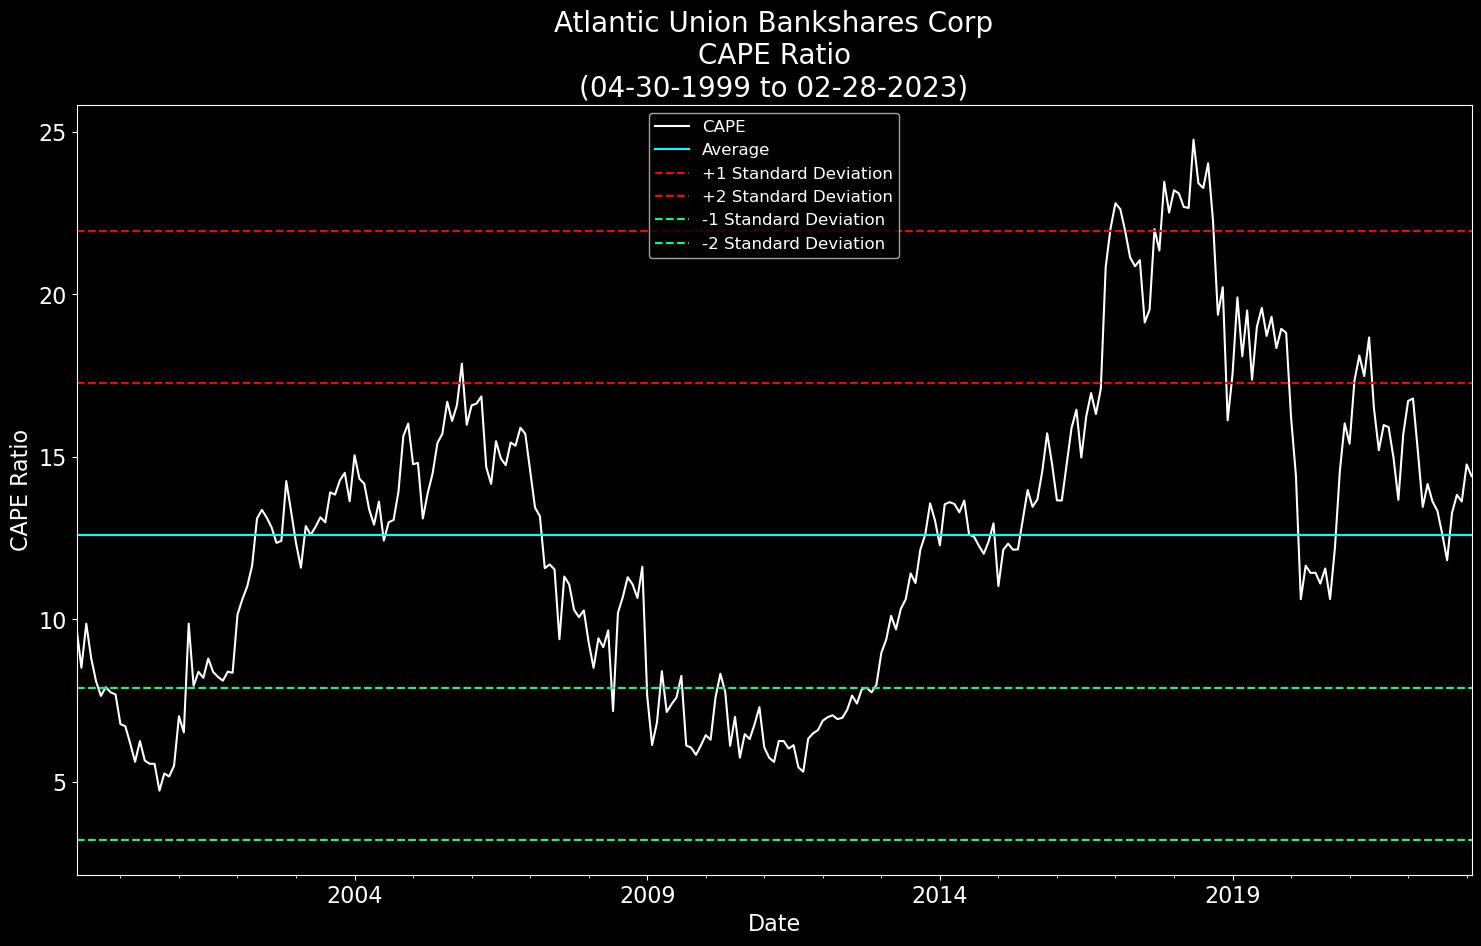 Atlantic Union Bankshares Corp
CAPE Ratio
(04-30-1999 to 02-28-2023)
CAPE
Average
+1 Standard Deviation
+2 Standard Deviation
-1 Standard Deviation
-2 Standard Deviation
CAPE Ratio
25
20
15
10
5
2004 2009 2014 2019
Date